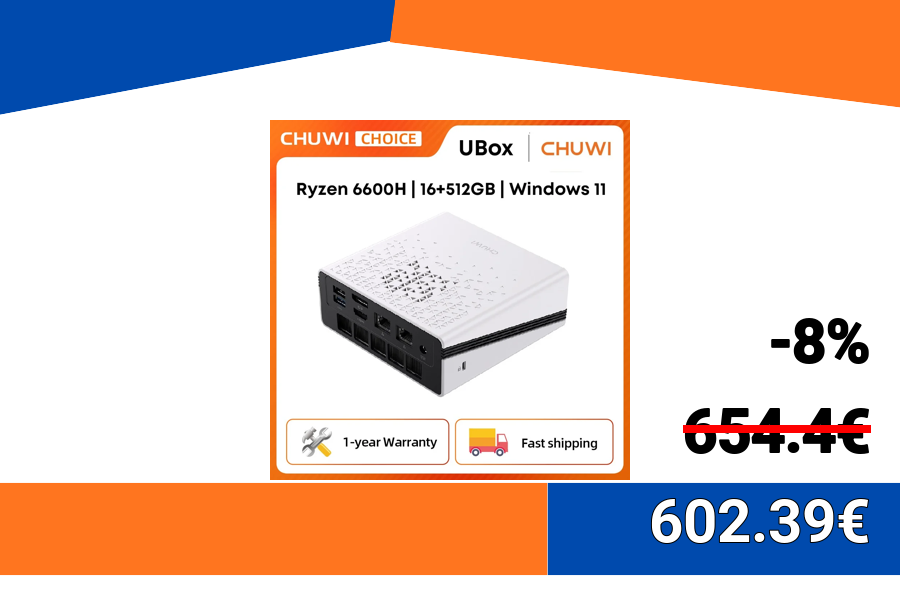 CHUWI CHOICE
UBox | CHUWI
Ryzen 6600H | 16+512GB | Windows 11
CHUWI
1-year Warranty
Fast shipping
-8%
654.4€
602.39€